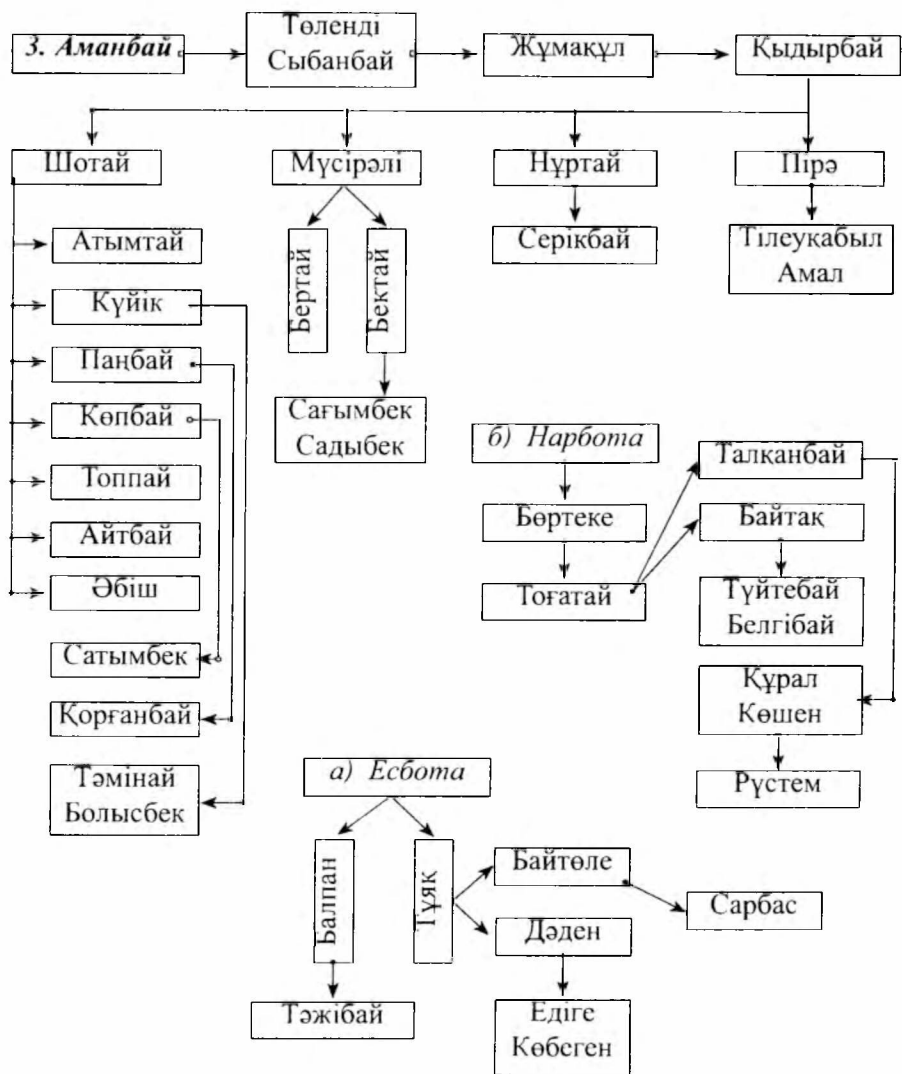 3. Аманбай
Төленді
Сыбанбай
Жұмақұл
Қыдырбай
Шотай
Мүсірәлі
Нұртай
Пірә
Атымтай
Күйік
Паңбай
Көпбай
Топпай
Айтбай
Әбіш
Сатымбек
Қорғанбай
Тәмінай
Болысбек
Бертай
Бектай
Сағымбек
Садыбек
Серікбай
Тілеукабыл
Амал
б) Нарбота
Бөртеке
Тоғатай
Талқанбай
Байтақ
Түйтебай
Белгібай
Құрал
Көшен
Рүстем
а) Есбота
Балпан
Тұяк
Тәжібай
Байтөле
Сарбас
Дәден
Едіге
Көбеген